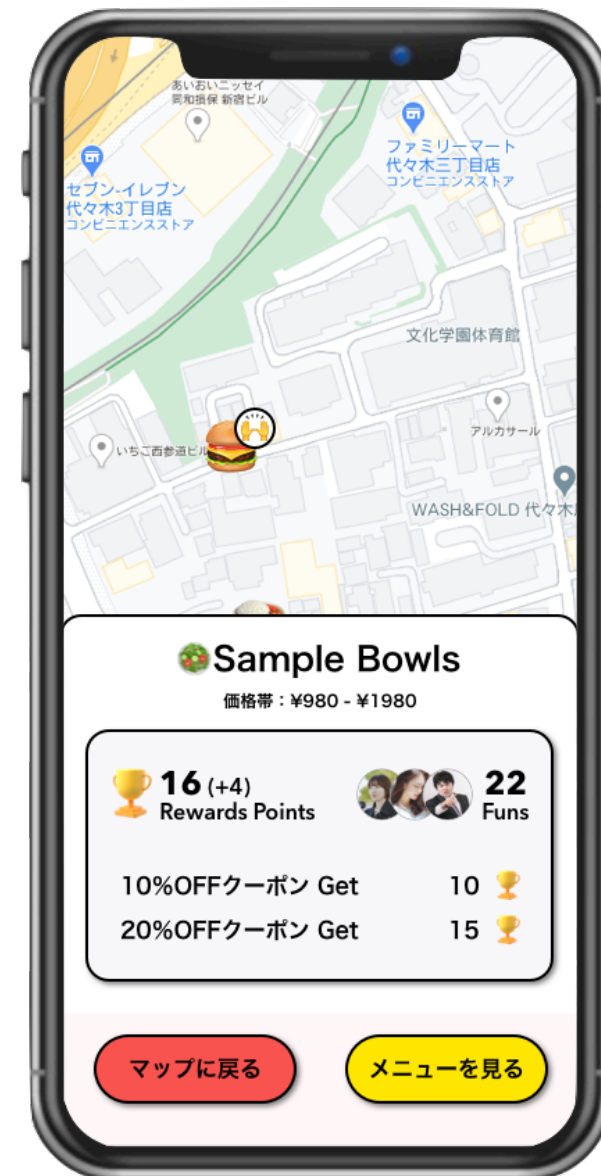 あいおいニッセイ
同和損保 新宿ビル
ファミリーマート
代々木三丁目店
コンビニエンスストア
セブン-イレブン
代々木3丁目店
コンビニエンスストア
文化学園体育館
アルカサール
いちご西参道ビル
WASH&FOLD 代々木
Sample Bowls
価格帯：¥980 - ¥1980
16 (+4)
Rewards Points
22
Funs
10%OFFクーポン Get 10
20%OFFクーポン Get 15
マップに戻る
メニューを見る